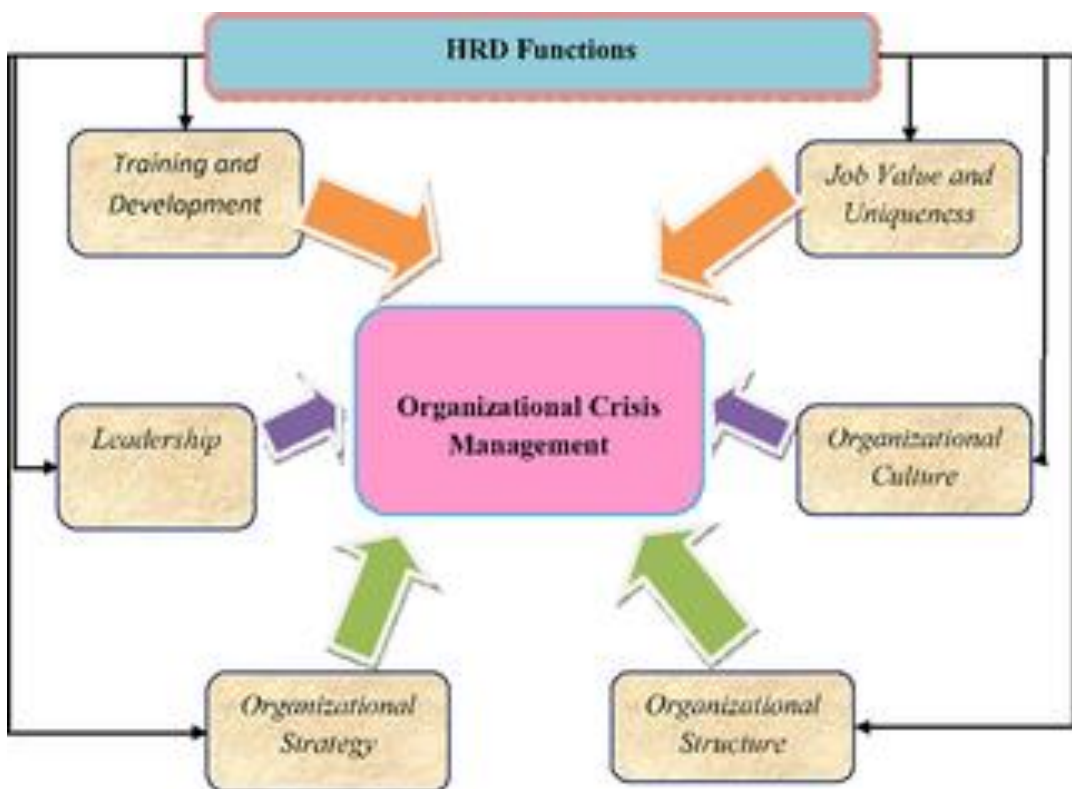 HRD Functions
Training and
Development
Job Value and
Uniqueness
Organizational Crisis
Management
Leadership
Organizational
Culture
Organizational
Strategy
Organizational
Structure